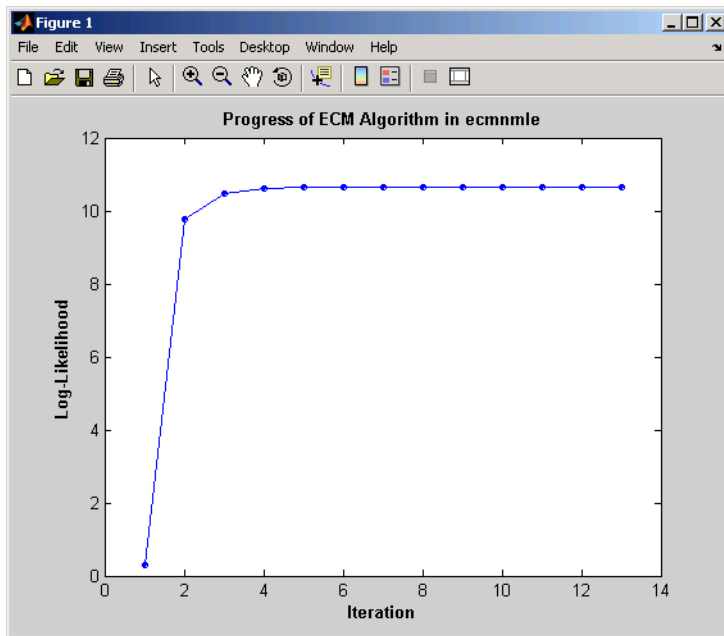 Figure 1
File Edit View Insert Tools Desktop Window Help
Progress of ECM Algorithm in ecmnmle
12
10
8
6
4
2
0
Log-Likelihood
0 2 4 6 8 10 12 14
Iteration